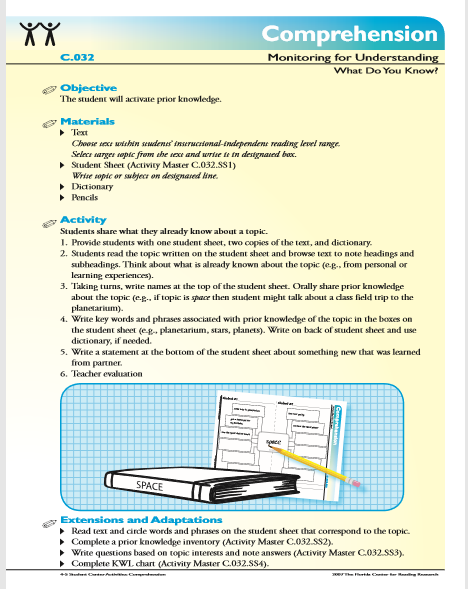 Comprehension
C.032
Monitoring for Understanding
What Do You Know?
Objective
The student will activate prior knowledge.
Materials
Text
Choose texts within students' instructional-independent reading level range.
Select target topic from the text and write it in designated box.
Student Sheet (Activity Master C.032.SS1)
Write topic or subject on designated line.
Dictionary
Pencils
Activity
Students share what they already know about a topic.
1. Provide students with one student sheet, two copies of the text, and dictionary.
2. Students read the topic written on the student sheet and browse text to note headings and
subheadings. Think about what is already known about the topic (e.g., from personal or
learning experiences).
3. Taking turns, write names at the top of the student sheet. Orally share prior knowledge
about the topic (e.g., if topic is space then student might talk about a class field trip to the
planetarium).
4. Write key words and phrases associated with prior knowledge of the topic in the boxes on
the student sheet (e.g., planetarium, stars, planets). Write on back of student sheet and use
dictionary, if needed.
5. Write a statement at the bottom of the student sheet about something new that was learned
from partner.
6. Teacher evaluation
space
SPACE
Extensions and Adaptations
Read text and circle words and phrases on the student sheet that correspond to the topic.
Complete a prior knowledge inventory (Activity Master C.032.SS2).
Write questions based on topic interests and note answers (Activity Master C.032.SS3).
Complete KWL chart (Activity Master C.032.SS4).
4-5 Student Center Activities: Comprehension
2007 The Florida Center for Reading Research